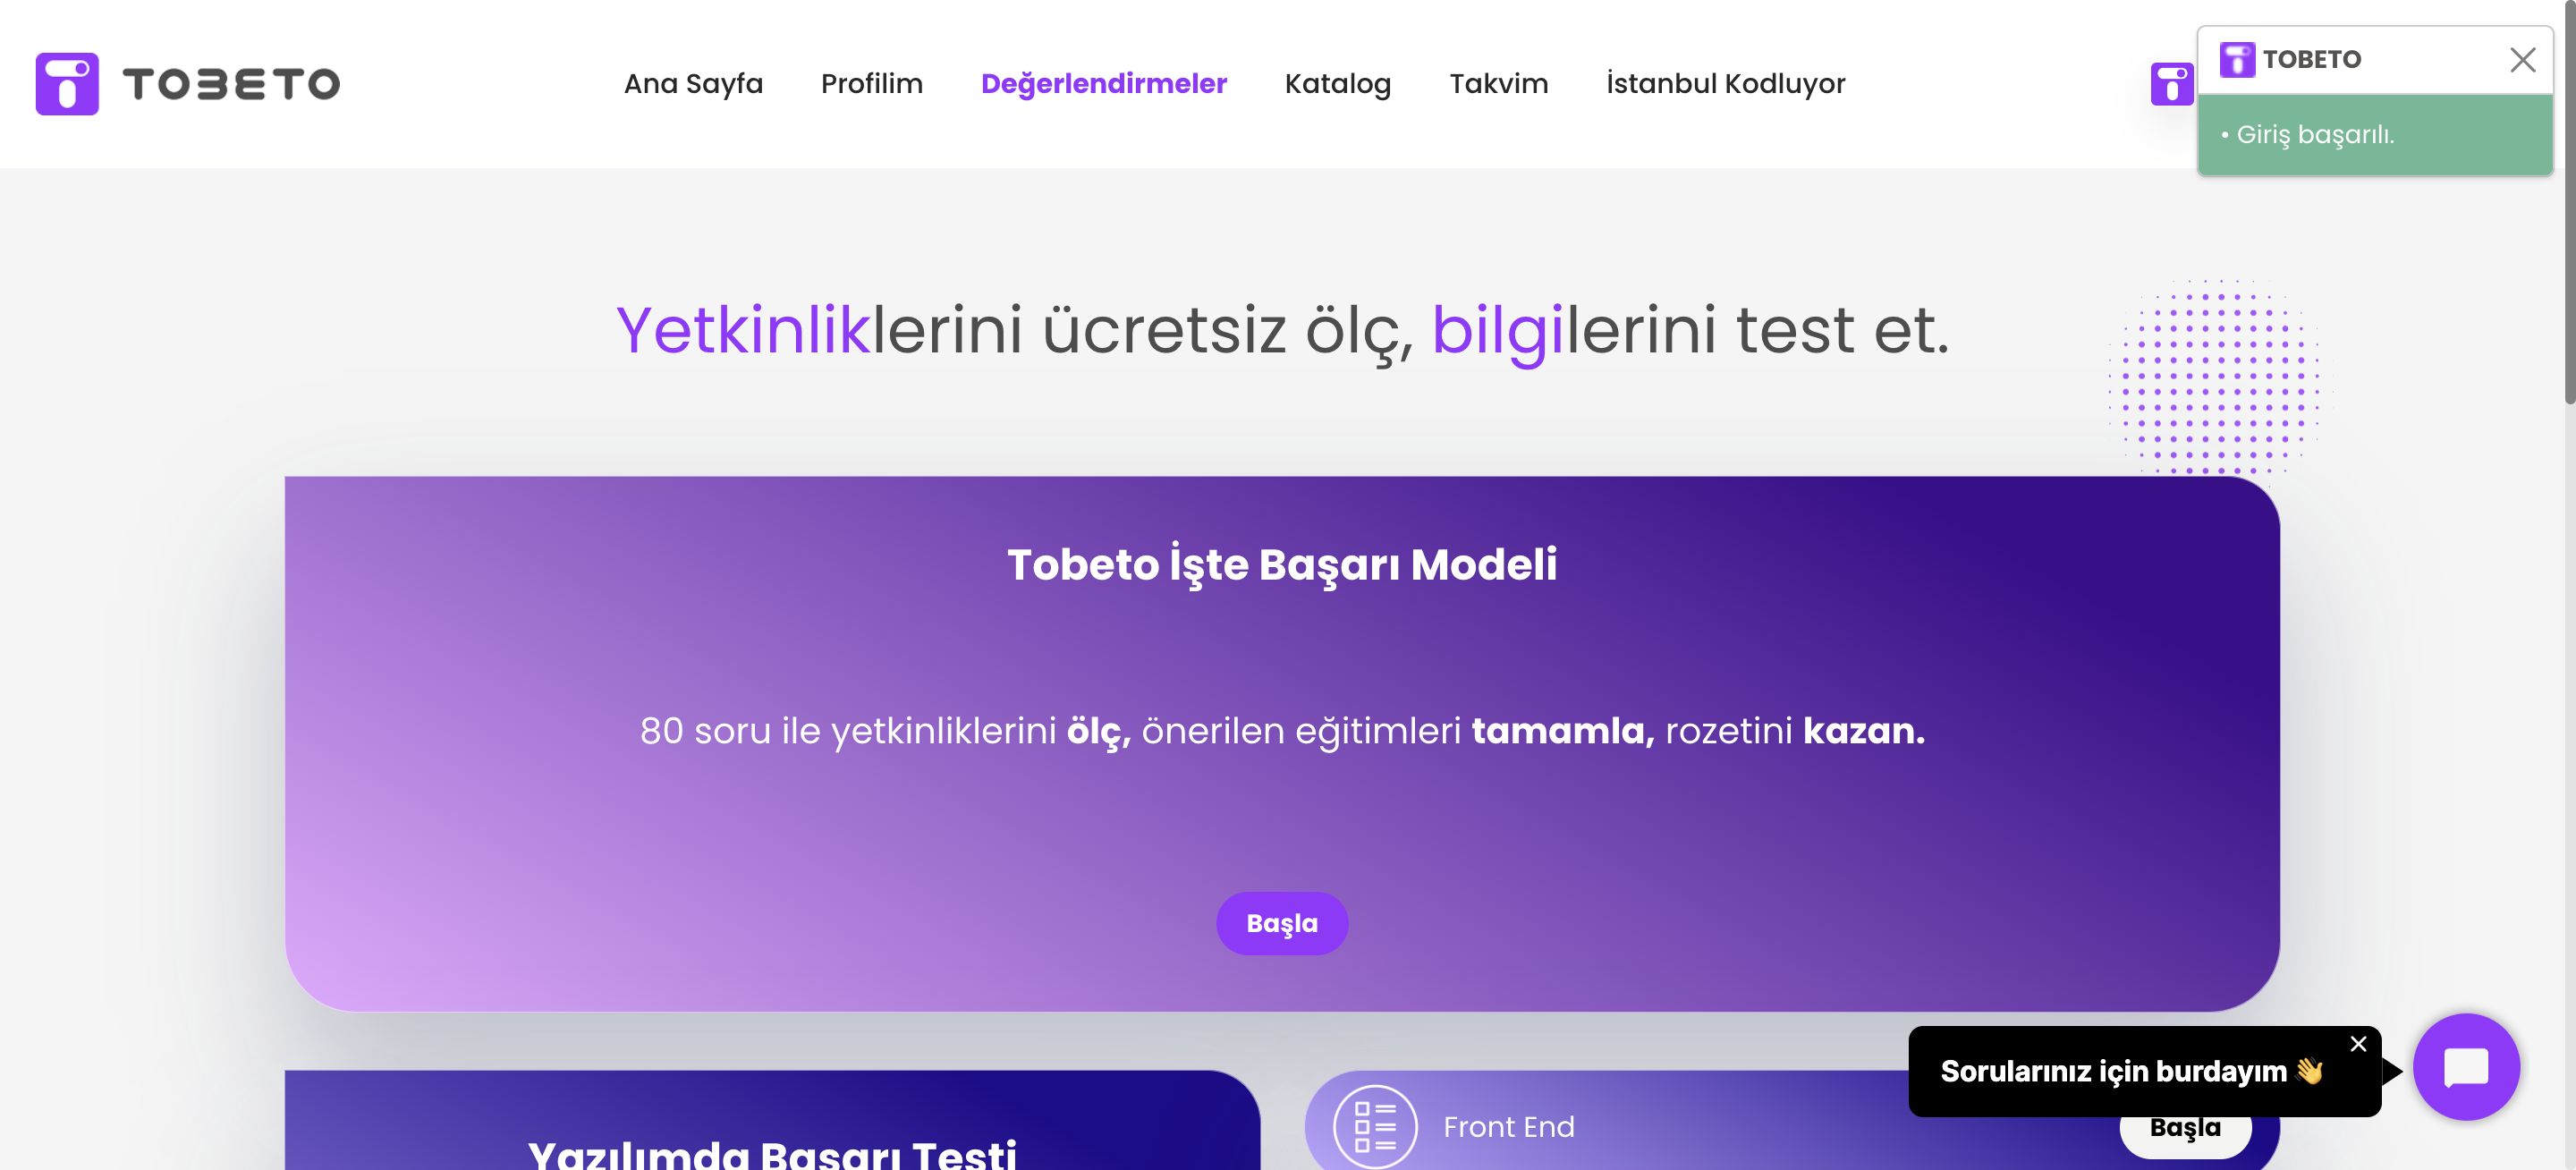 TOBETO
Ana Sayfa
Profilim
Değerlendirmeler
Katalog
Takvim
İstanbul Kodluyor
TOBETO
• Giriş başarılı.
Yetkinliklerini ücretsiz ölç, bilgilerini test et.
Tobeto İşte Başarı Modeli
80 soru ile yetkinliklerini ölç, önerilen eğitimleri tamamla, rozetini kazan.
Başla
Sorularınız için burdayım 👋
Yazılımda Başarı Testi
Front End
Başla